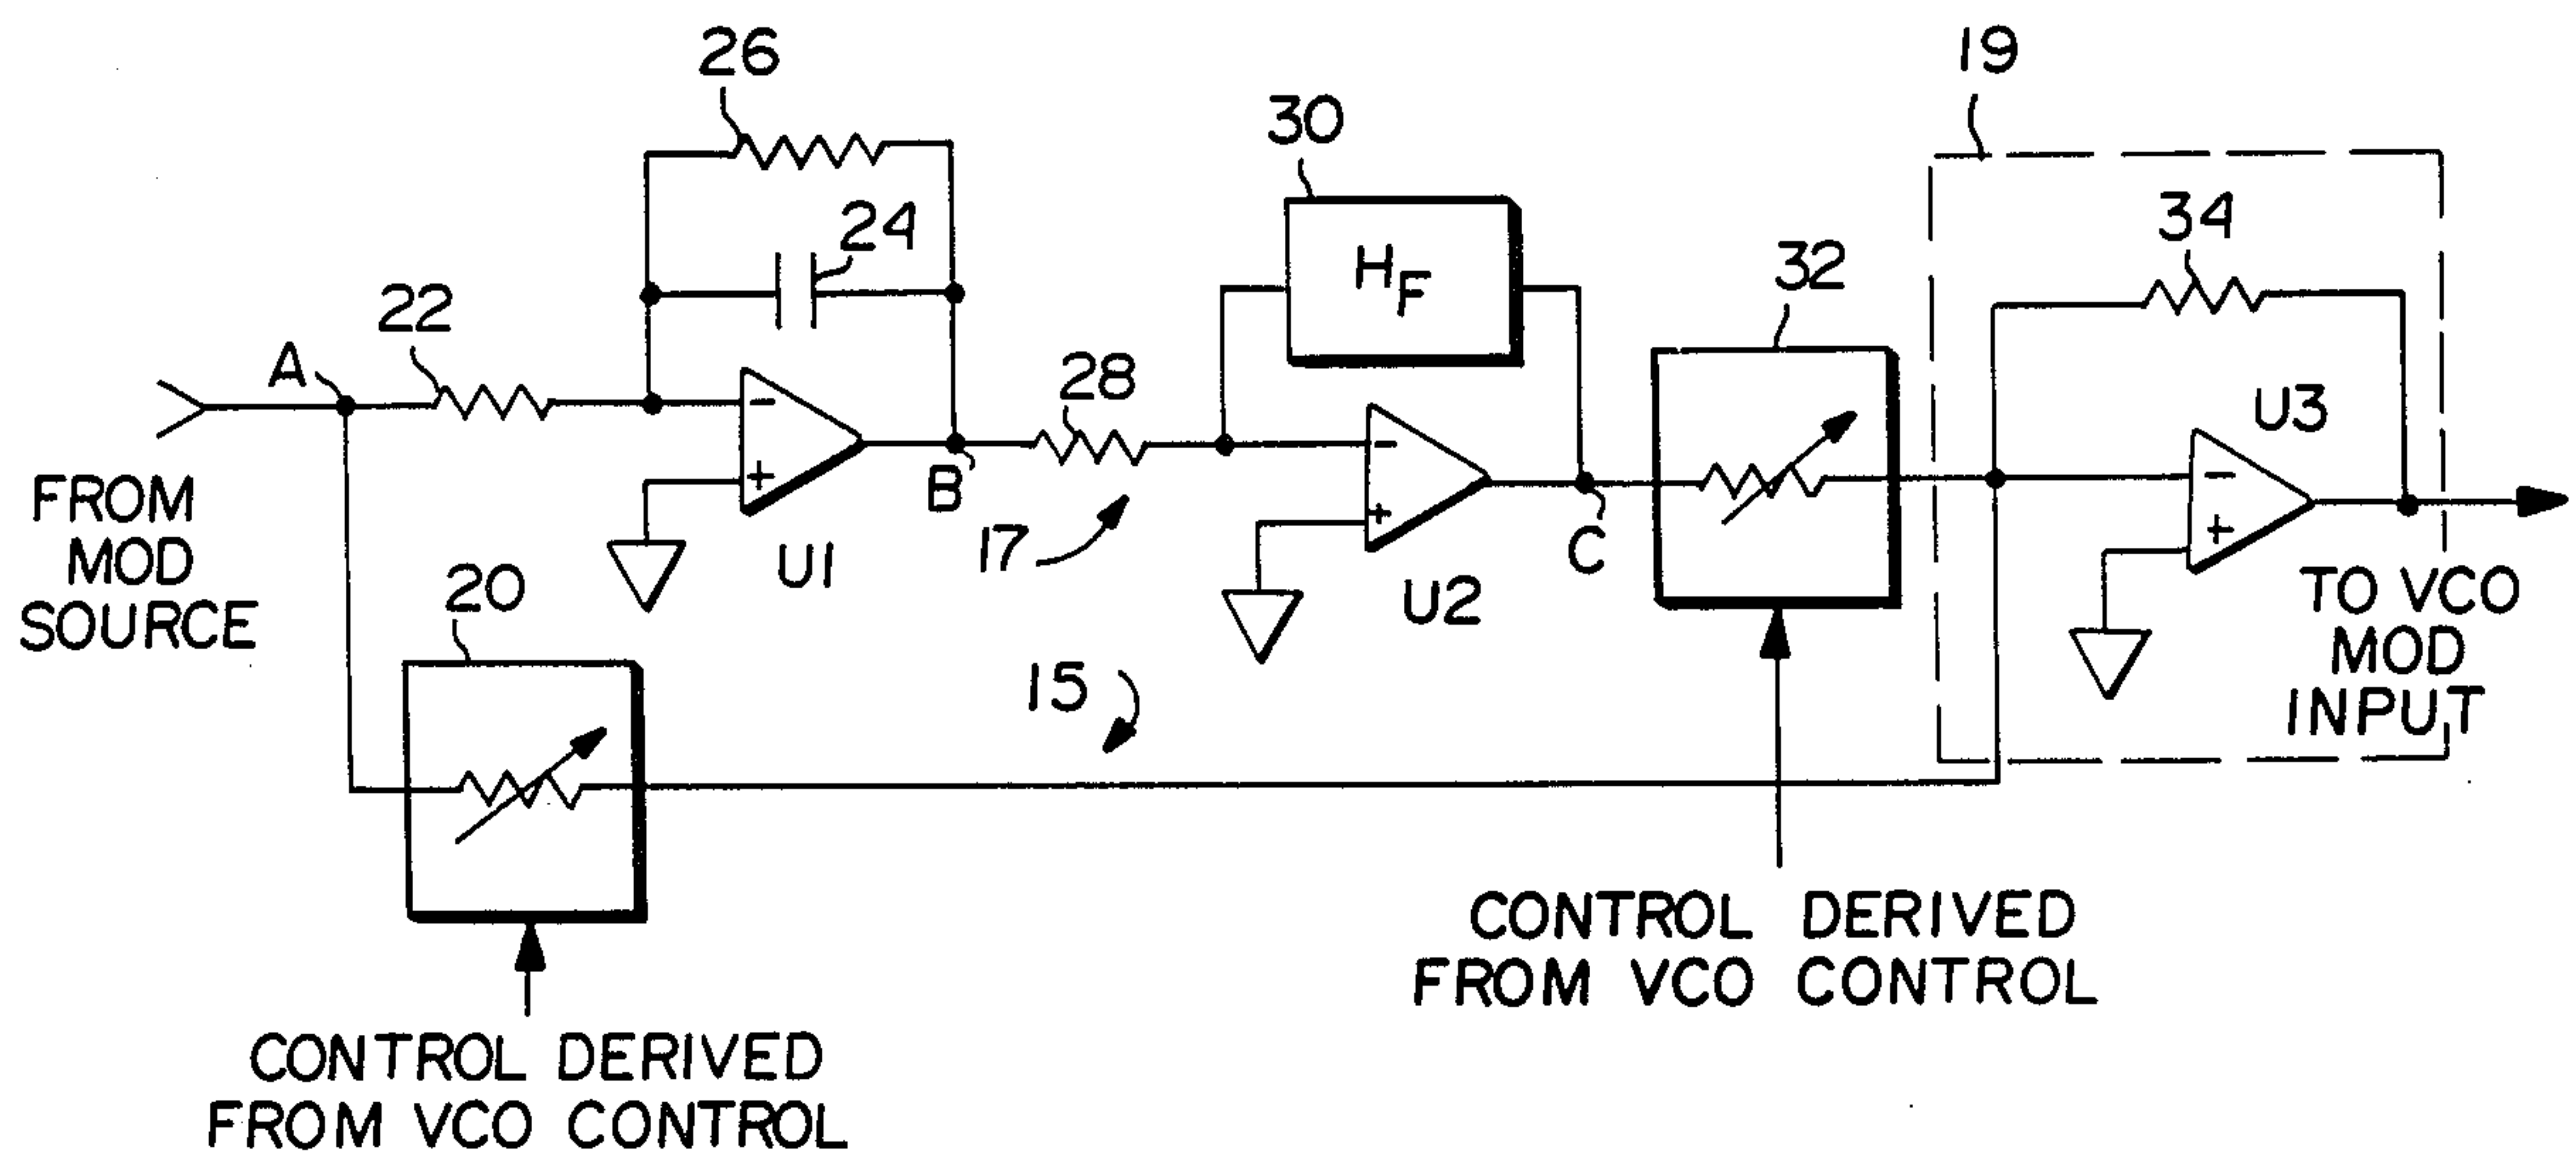 26
19
30
34
24
H_F
32
22
A
28
U3
FROM
MOD
SOURCE
B
17
C
U1
20
U2
TO VCO
MOD
INPUT
15
CONTROL DERIVED
FROM VCO CONTROL
CONTROL DERIVED
FROM VCO CONTROL